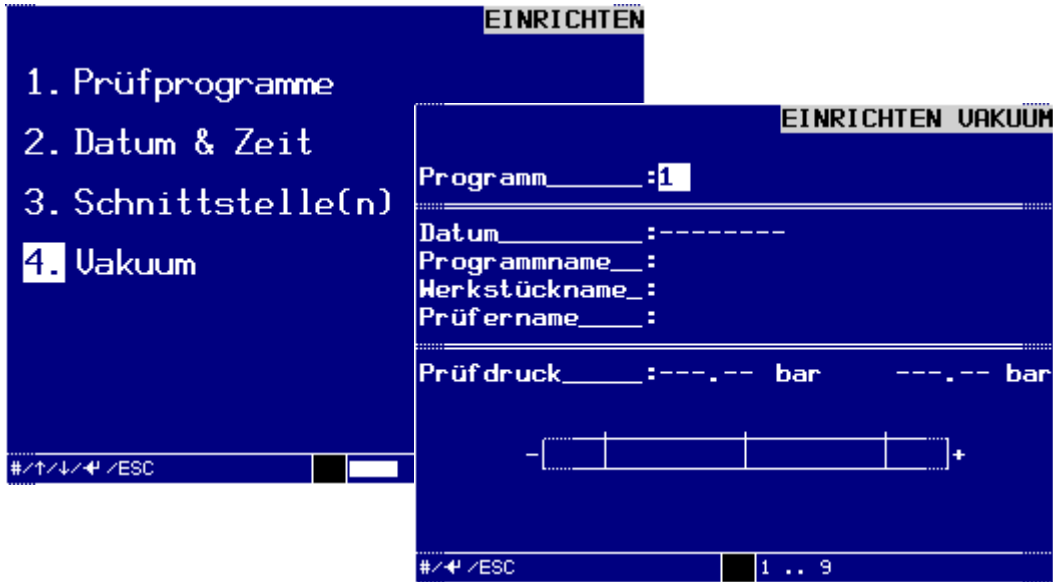 EINRICHTEN
1. Prüfprogramme
2. Datum & Zeit
3. Schnittstelle(n)
4. Vakuum
#/↑/↓/↵ /ESC
EINRICHTEN VAKUUM
Programm______:1
Datum_________:--------
Programmname__:
Werkstückname_:
Prüfername____:
Prüfdruck_____:---.-- bar ---.-- bar
- +
#/↵ /ESC 1 .. 9